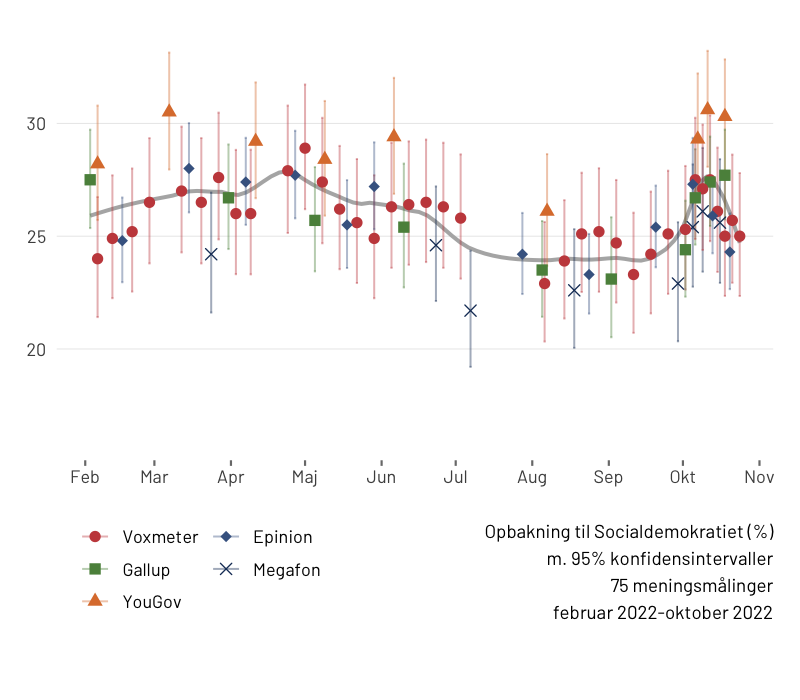 30
25
20
Feb Mar Apr Maj Jun Jul Aug Sep Okt Nov
Voxmeter Epinion
Gallup Megafon
YouGov
Opbakning til Socialdemokratiet (%)
m. 95% konfidensintervaller
75 meningsmålinger
februar 2022-oktober 2022